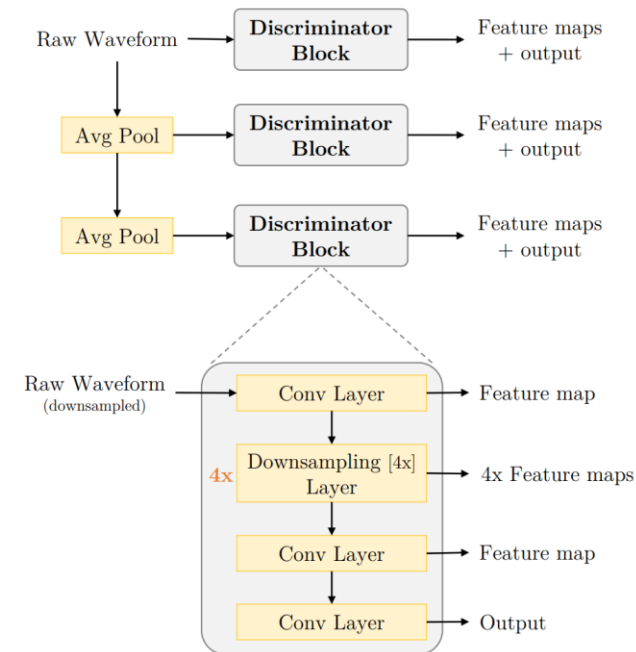 Raw Waveform
Discriminator
Block
Feature maps
+ output
Avg Pool
Discriminator
Block
Feature maps
+ output
Avg Pool
Discriminator
Block
Feature maps
+ output
Raw Waveform
(downsampled)
Conv Layer
Feature map
4x
Downsampling [4x]
Layer
4x Feature maps
Conv Layer
Feature map
Conv Layer
Output